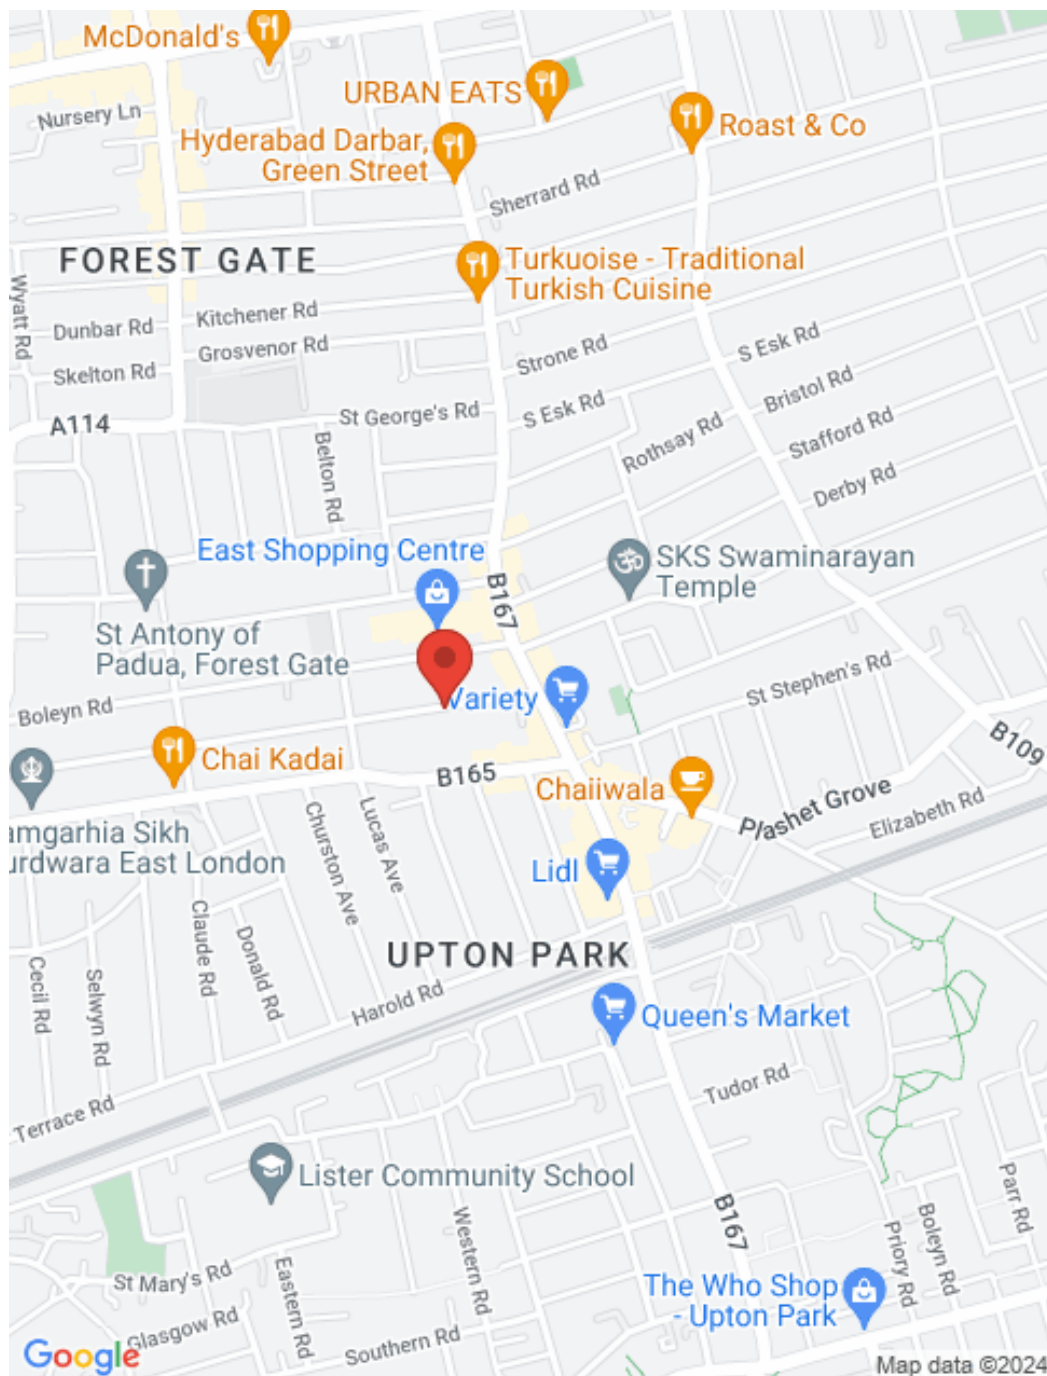 McDonald's
URBAN EATS
Nursery Ln
Hyderabad Darbar,
Green Street
Roast & Co
Sherrard Rd
FOREST GATE
Turkuoise - Traditional
Turkish Cuisine
Wyatt Rd
Dunbar Rd
Kitchener Rd
Grosvenor Rd
Strone Rd
S Esk Rd
Skelton Rd
Bristol Rd
A114
St George's Rd
S Esk Rd
Belton Rd
Rothsay Rd
Stafford Rd
Derby Rd
East Shopping Centre
SKS Swaminarayan
Temple
B167
St Antony of
Padua, Forest Gate
St Stephen's Rd
Boleyn Rd
Variety
B109
Chai Kadai
B165
Chaiiwala
Plashet Grove
Elizabeth Rd
amgarhia Sikh
urdwara East London
Churston Ave
Lucas Ave
Lidl
Claude Rd
Donald Rd
UPTON PARK
Cecil Rd
Selwyn Rd
Harold Rd
Queen's Market
Terrace Rd
Tudor Rd
Lister Community School
Parr Rd
Western Rd
B167
Priory Rd
Boleyn Rd
St Mary's Rd
Eastern Rd
The Who Shop
- Upton Park
Glasgow Rd
Southern Rd
Google
Map data ©2024